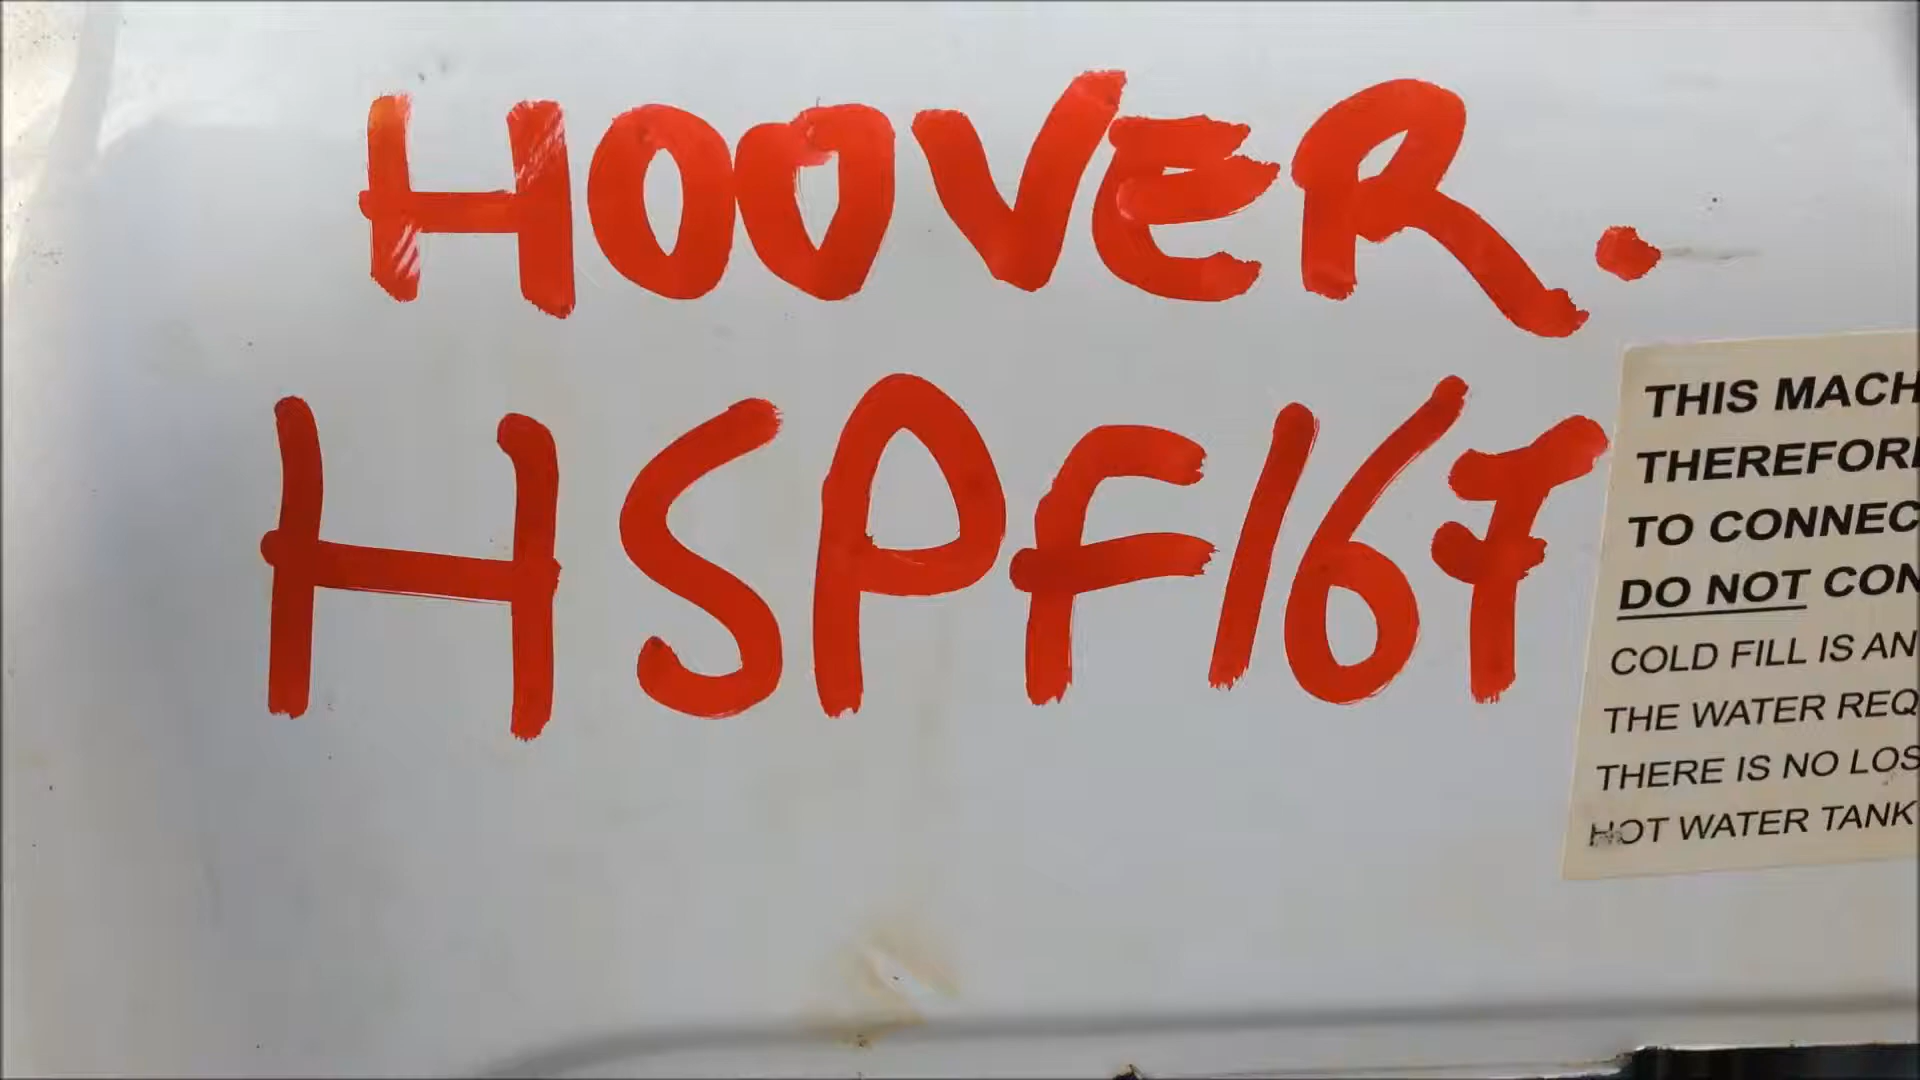 HOOVER.
HSPF167
THIS MACH
THEREFOR
TO CONNEC
DO NOT CON
COLD FILL IS AN
THE WATER REQ
THERE IS NO LOS
HOT WATER TANK